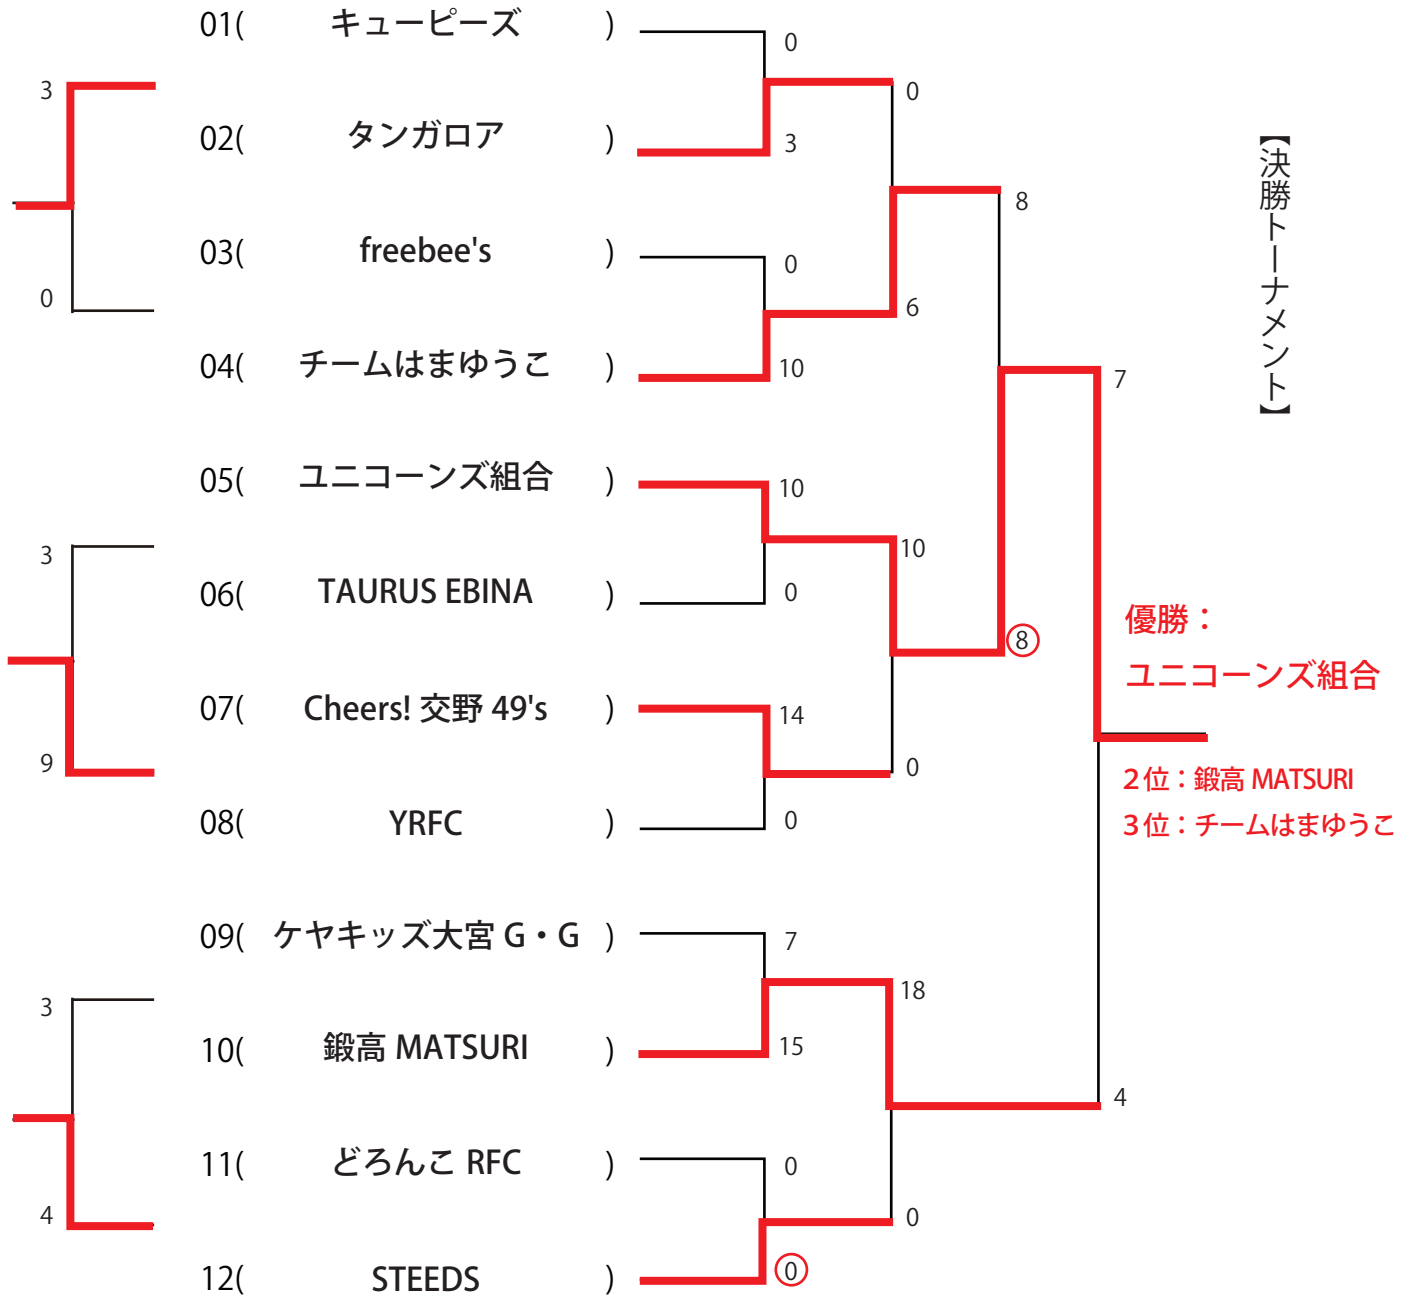 01( キューピーズ )
0
3
0
02( タンガロア )
3
【決勝トーナメント】
8
03( freebee's )
0
0
6
04( チームはまゆうこ )
10
7
05( ユニコーンズ組合 )
10
3
10
06( TAURUS EBINA )
0
8
優勝：
ユニコーンズ組合
07( Cheers! 交野 49's )
14
9
0
2位：鍛高 MATSURI
08( YRFC )
0
3位：チームはまゆうこ
09( ケヤキッズ大宮 G・G )
7
18
3
10( 鍛高 MATSURI )
15
4
11( どろんこ RFC )
0
4
0
12( STEEDS )
0